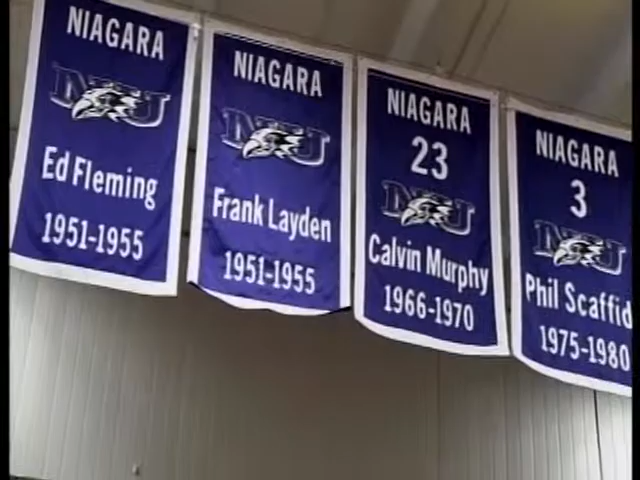 NIAGARA
NU
Ed Fleming
1951-1955
NIAGARA
NU
Frank Layden
1951-1955
NIAGARA
23
NU
Calvin Murphy
1966-1970
NIAGARA
3
NU
Phil Scaffid
1975-1980